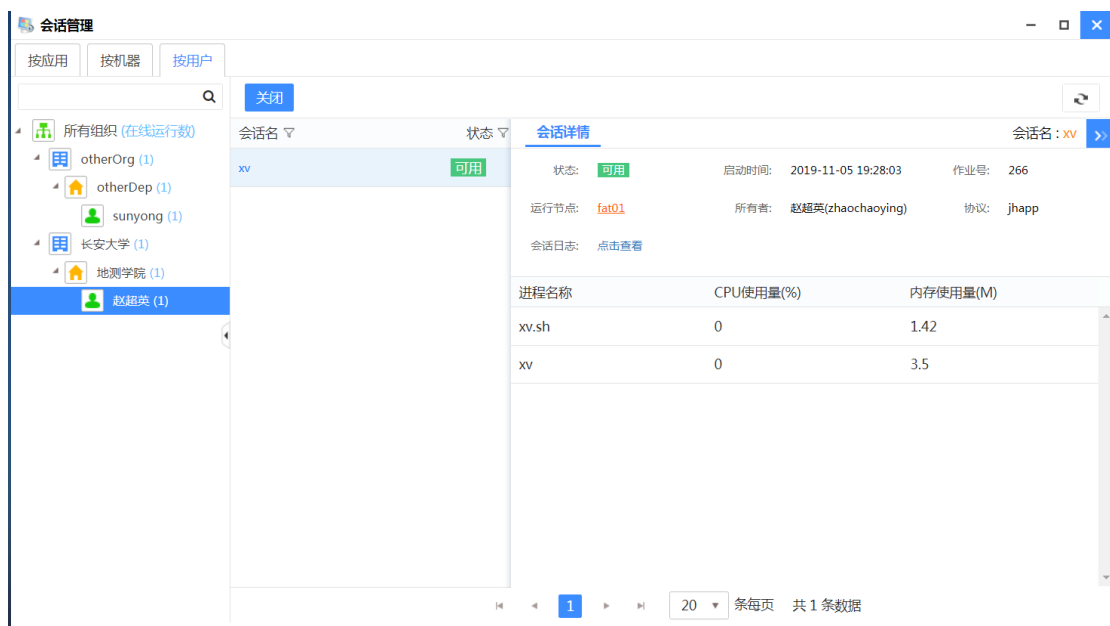 会话管理
按应用 按机器 按用户
关闭
所有组织 (在线运行数)
otherOrg (1)
otherDep (1)
sunyong (1)
长安大学 (1)
地测学院 (1)
赵超英 (1)
会话名 状态
xv 可用
会话详情 会话名 : xv
状态: 可用 启动时间: 2019-11-05 19:28:03 作业号: 266
运行节点: fat01 所有者: 赵超英(zhaochaoying) 协议: jhapp
会话日志: 点击查看
进程名称 CPU使用量(%) 内存使用量(M)
xv.sh 0 1.42
xv 0 3.5
1 20 条每页 共 1 条数据